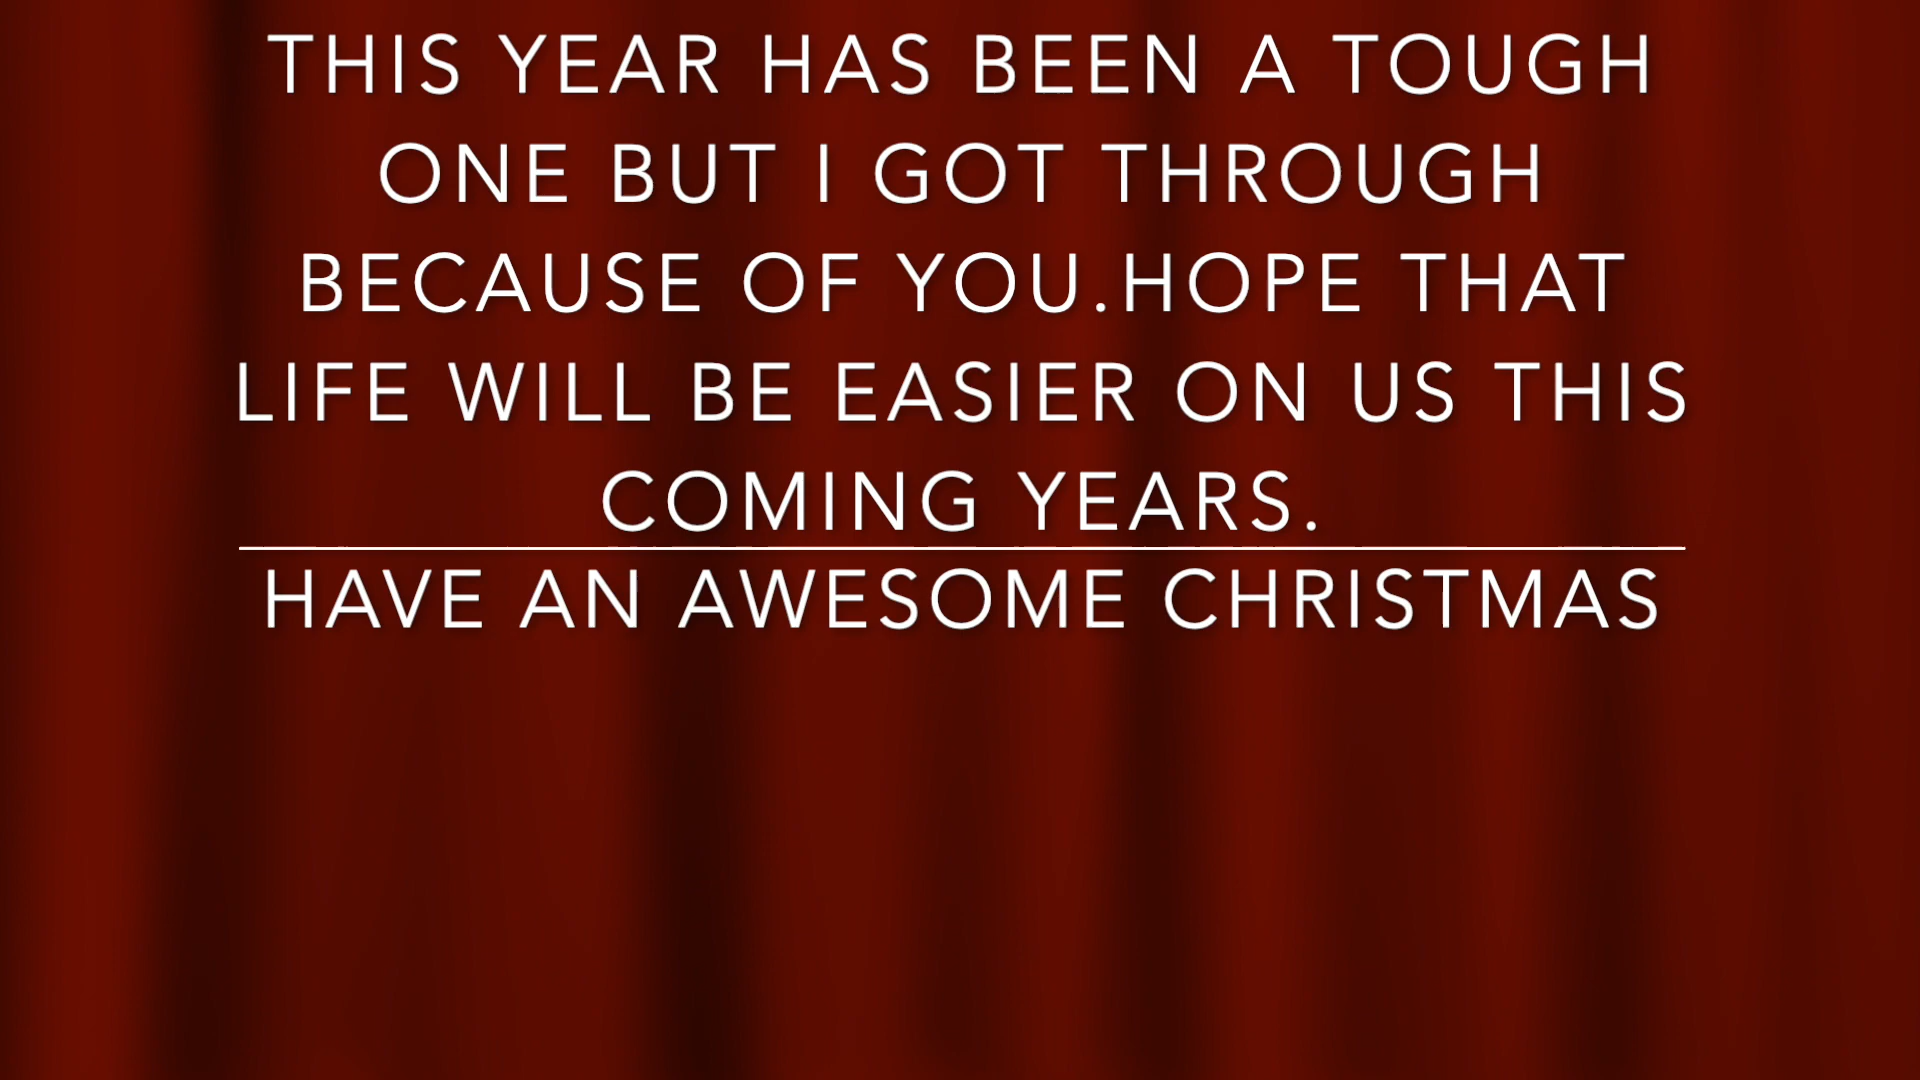 THIS YEAR HAS BEEN A TOUGH
ONE BUT I GOT THROUGH
BECAUSE OF YOU.HOPE THAT
LIFE WILL BE EASIER ON US THIS
COMING YEARS.
HAVE AN AWESOME CHRISTMAS